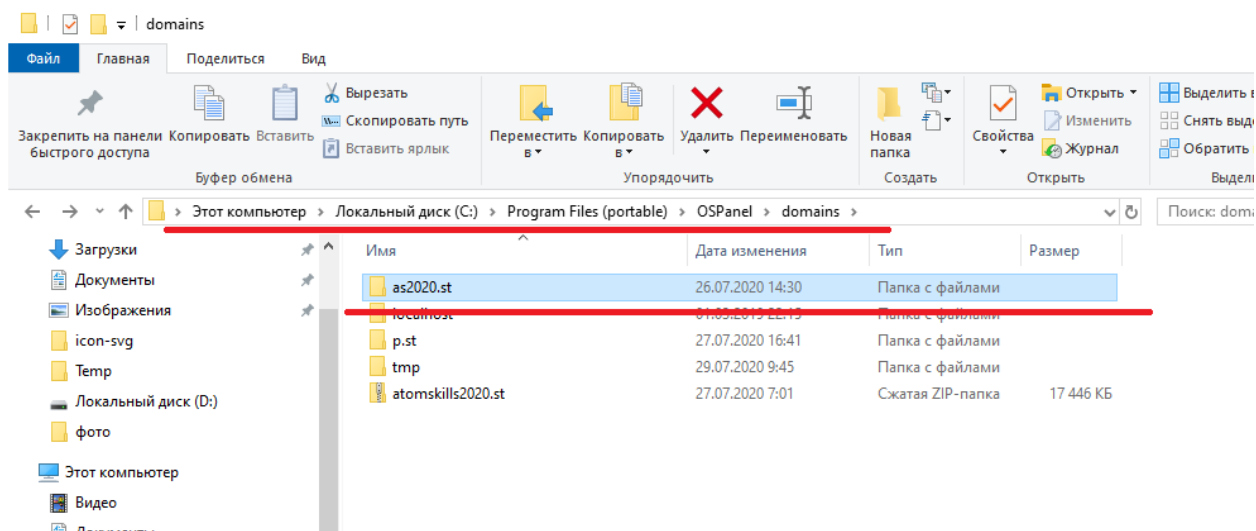 domains
Файл Главная Поделиться Вид
Закрепить на панели быстрого доступа
Копировать
Вставить
Вырезать
Скопировать путь
Вставить ярлык
Переместить в
Копировать в
Удалить
Переименовать
Новая папка
Свойства
Открыть
Изменить
Журнал
Выделить в
Снять выде
Обратить
Буфер обмена Упорядочить Создать Открыть Выдел
Этот компьютер > Локальный диск (C:) > Program Files (portable) > OSPanel > domains >
Поиск: doma
Загрузки
Документы
Изображения
icon-svg
Temp
Локальный диск (D:)
фото
Этот компьютер
Видео
Документы
Имя Дата изменения Тип Размер
as2020.st 26.07.2020 14:30 Папка с файлами
localhost Папка с файлами
p.st 27.07.2020 16:41 Папка с файлами
tmp 29.07.2020 9:45 Папка с файлами
atomskills2020.st 27.07.2020 7:01 Сжатая ZIP-папка 17 446 КБ